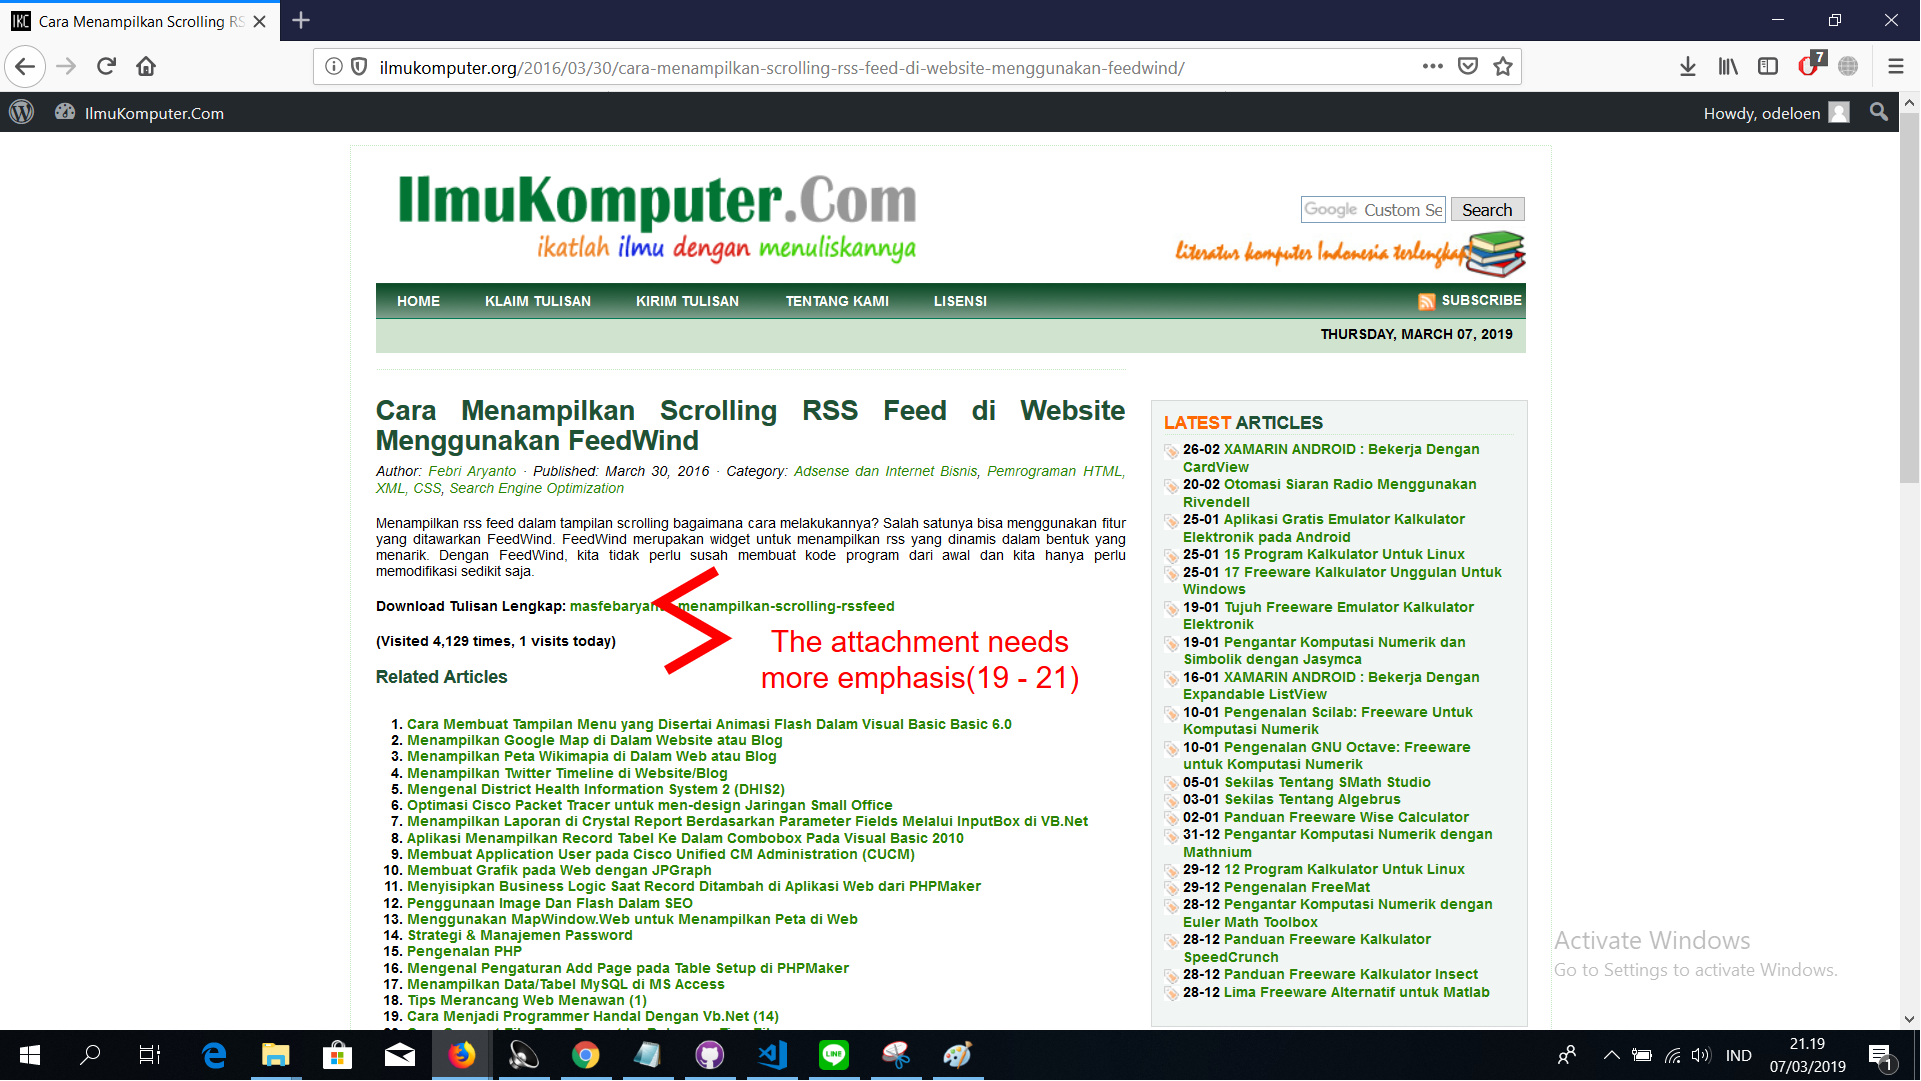 IKC Cara Menampilkan Scrolling RS
ilmukomputer.org/2016/03/30/cara-menampilkan-scrolling-rss-feed-di-website-menggunakan-feedwind/
7
IlmuKomputer.Com
Howdy, odeloen
IlmuKomputer.Com
ikatlah ilmu dengan menuliskannya
Google Custom Se Search
literatur komputer Indonesia terlengkap
HOME KLAIM TULISAN KIRIM TULISAN TENTANG KAMI LISENSI SUBSCRIBE
THURSDAY, MARCH 07, 2019
Cara Menampilkan Scrolling RSS Feed di Website
Menggunakan FeedWind
Author: Febri Aryanto · Published: March 30, 2016 · Category: Adsense dan Internet Bisnis, Pemrograman HTML,
XML, CSS, Search Engine Optimization
Menampilkan rss feed dalam tampilan scrolling bagaimana cara melakukannya? Salah satunya bisa menggunakan fitur
yang ditawarkan FeedWind. FeedWind merupakan widget untuk menampilkan rss yang dinamis dalam bentuk yang
menarik. Dengan FeedWind, kita tidak perlu susah membuat kode program dari awal dan kita hanya perlu
memodifikasi sedikit saja.
Download Tulisan Lengkap: menampilkan-scrolling-rssfeed
(Visited 4,129 times, 1 visits today)
The attachment needs
more emphasis(19 - 21)
Related Articles
1. Cara Membuat Tampilan Menu yang Disertai Animasi Flash Dalam Visual Basic Basic 6.0
2. Menampilkan Google Map di Dalam Website atau Blog
3. Menampilkan Peta Wikimapia di Dalam Web atau Blog
4. Menampilkan Twitter Timeline di Website/Blog
5. Mengenal District Health Information System 2 (DHIS2)
6. Optimasi Cisco Packet Tracer untuk men-design Jaringan Small Office
7. Menampilkan Laporan di Crystal Report Berdasarkan Parameter Fields Melalui InputBox di VB.Net
8. Aplikasi Menampilkan Record Tabel Ke Dalam Combobox Pada Visual Basic 2010
9. Membuat Application User pada Cisco Unified CM Administration (CUCM)
10. Membuat Grafik pada Web dengan JPGraph
11. Menyisipkan Business Logic Saat Record Ditambah di Aplikasi Web dari PHPMaker
12. Penggunaan Image Dan Flash Dalam SEO
13. Menggunakan MapWindow.Web untuk Menampilkan Peta di Web
14. Strategi & Manajemen Password
15. Pengenalan PHP
16. Mengenal Pengaturan Add Page pada Table Setup di PHPMaker
17. Menampilkan Data/Tabel MySQL di MS Access
18. Tips Merancang Web Menawan (1)
19. Cara Menjadi Programmer Handal Dengan Vb.Net (14)
LATEST ARTICLES
26-02 XAMARIN ANDROID : Bekerja Dengan
CardView
20-02 Otomasi Siaran Radio Menggunakan
Rivendell
25-01 Aplikasi Gratis Emulator Kalkulator
Elektronik pada Android
25-01 15 Program Kalkulator Untuk Linux
25-01 17 Freeware Kalkulator Unggulan Untuk
Windows
19-01 Tujuh Freeware Emulator Kalkulator
Elektronik
19-01 Pengantar Komputasi Numerik dan
Simbolik dengan Jasymca
16-01 XAMARIN ANDROID : Bekerja Dengan
Expandable ListView
10-01 Pengenalan Scilab: Freeware Untuk
Komputasi Numerik
10-01 Pengenalan GNU Octave: Freeware
untuk Komputasi Numerik
05-01 Sekilas Tentang SMath Studio
03-01 Sekilas Tentang Algebrus
02-01 Panduan Freeware Wise Calculator
31-12 Pengantar Komputasi Numerik dengan
Mathnium
29-12 12 Program Kalkulator Untuk Linux
29-12 Pengenalan FreeMat
28-12 Pengantar Komputasi Numerik dengan
Euler Math Toolbox
28-12 Panduan Freeware Kalkulator
SpeedCrunch
28-12 Panduan Freeware Kalkulator Insect
28-12 Lima Freeware Alternatif untuk Matlab
Activate Windows
Go to Settings to activate Windows.
LINE
IND
21.19
07/03/2019
1